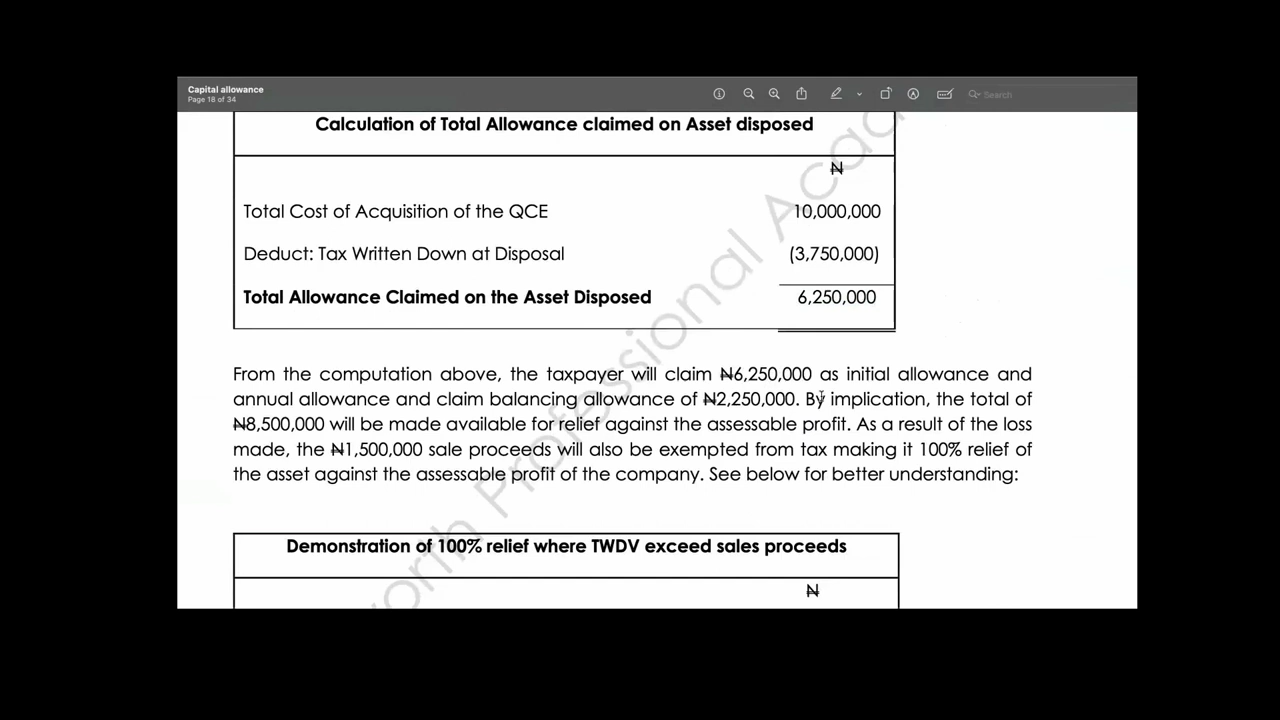 Capital allowance
Page 18 of 34
Search
Calculation of Total Allowance claimed on Asset disposed
₦
Total Cost of Acquisition of the QCE 10,000,000
Deduct: Tax Written Down at Disposal (3,750,000)
Total Allowance Claimed on the Asset Disposed 6,250,000
From the computation above, the taxpayer will claim ₦6,250,000 as initial allowance and
annual allowance and claim balancing allowance of ₦2,250,000. By implication, the total of
₦8,500,000 will be made available for relief against the assessable profit. As a result of the loss
made, the ₦1,500,000 sale proceeds will also be exempted from tax making it 100% relief of
the asset against the assessable profit of the company. See below for better understanding:
Demonstration of 100% relief where TWDV exceed sales proceeds
₦
Professional